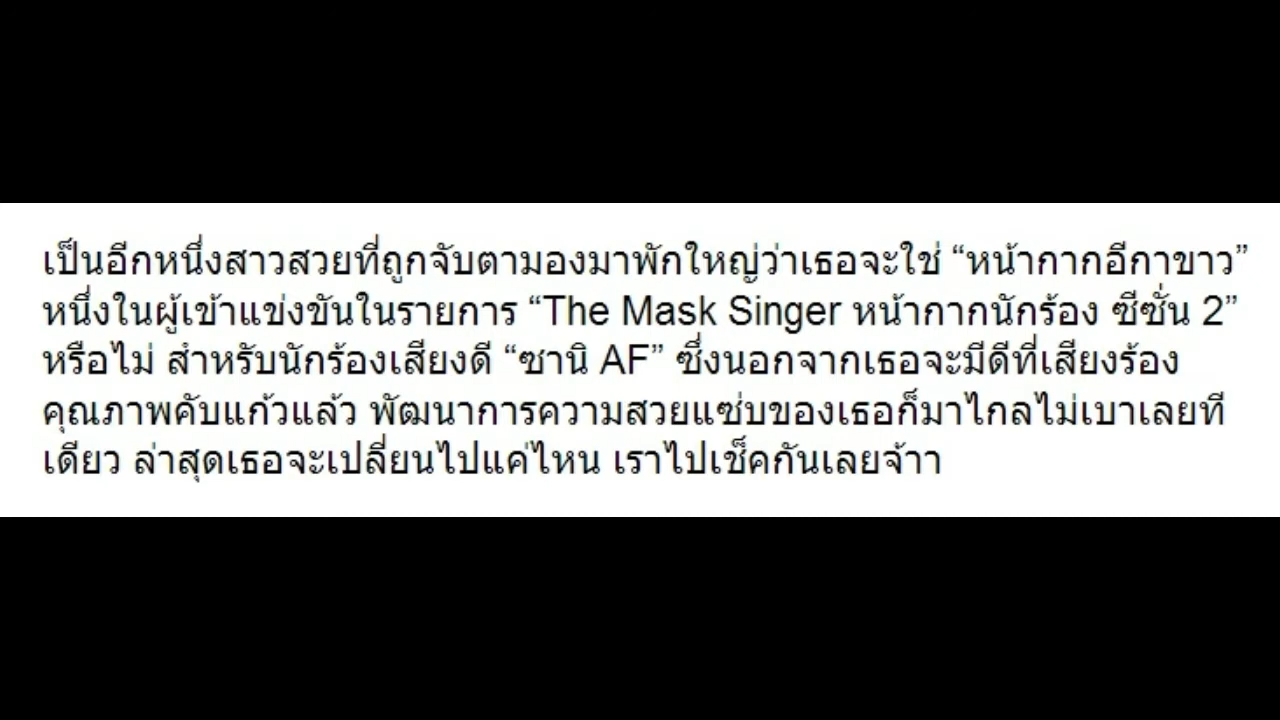 เป็นอีกหนึ่งสาวสวยที่ถูกจับตามองมาพักใหญ่ว่าเธอจะใช่ “หน้ากากอีกาขาว”
หนึ่งในผู้เข้าแข่งขันในรายการ “The Mask Singer หน้ากากนักร้อง ซีซั่น 2”
หรือไม่ สำหรับนักร้องเสียงดี “ซานิ AF” ซึ่งนอกจากเธอจะมีดีที่เสียงร้อง
คุณภาพคับแก้วแล้ว พัฒนาการความสวยแซ่บของเธอก็มาไกลไม่เบาเลยที
เดียว ล่าสุดเธอจะเปลี่ยนไปแค่ไหน เราไปเช็คกันเลยจ้าา